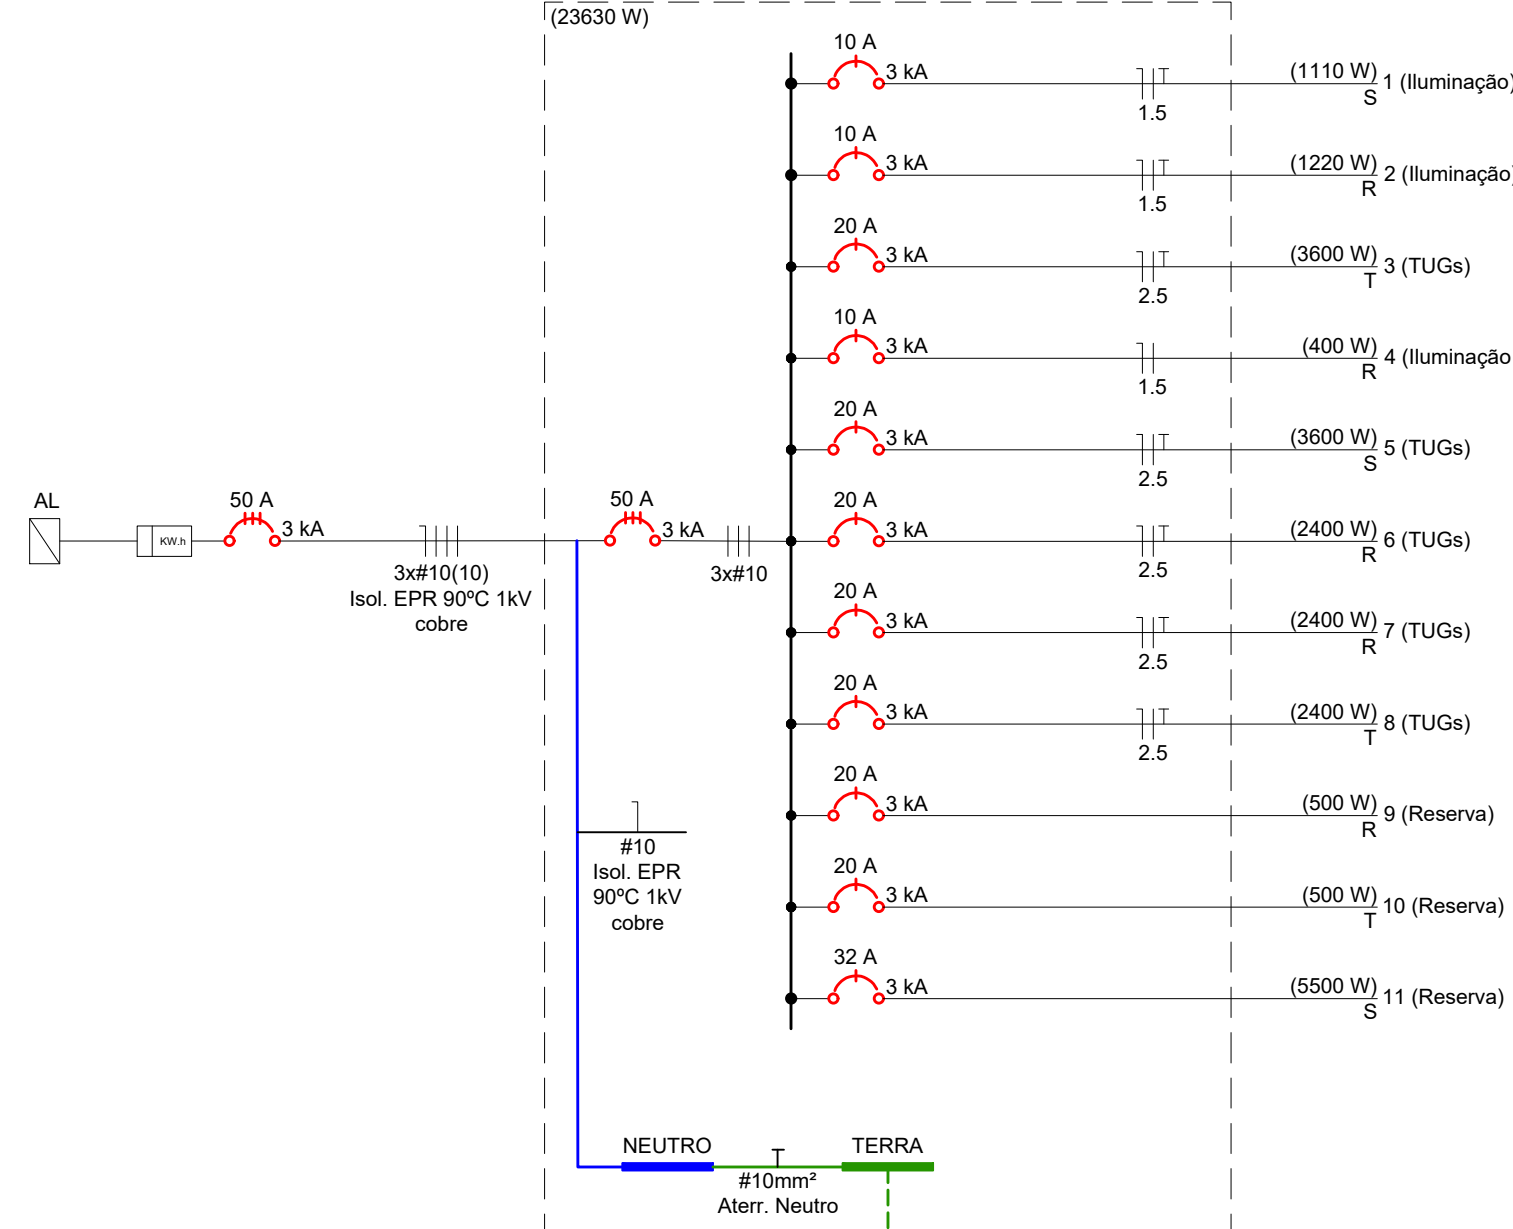 (23630 W)
10 A
3 kA
1.5
(1110 W)
S
1 (Iluminação)
10 A
3 kA
1.5
(1220 W)
R
2 (Iluminação)
20 A
3 kA
2.5
(3600 W)
T
3 (TUGs)
10 A
3 kA
1.5
(400 W)
R
4 (Iluminação
20 A
3 kA
2.5
(3600 W)
S
5 (TUGs)
AL
KW.h
50 A
3 kA
3x#10(10)
Isol. EPR 90ºC 1kV
cobre
50 A
3 kA
3x#10
20 A
3 kA
2.5
(2400 W)
R
6 (TUGs)
20 A
3 kA
2.5
(2400 W)
R
7 (TUGs)
20 A
3 kA
2.5
(2400 W)
T
8 (TUGs)
20 A
3 kA
(500 W)
R
9 (Reserva)
#10
Isol. EPR
90ºC 1kV
cobre
20 A
3 kA
(500 W)
T
10 (Reserva)
32 A
3 kA
(5500 W)
S
11 (Reserva)
NEUTRO
T
TERRA
#10mm²
Aterr. Neutro